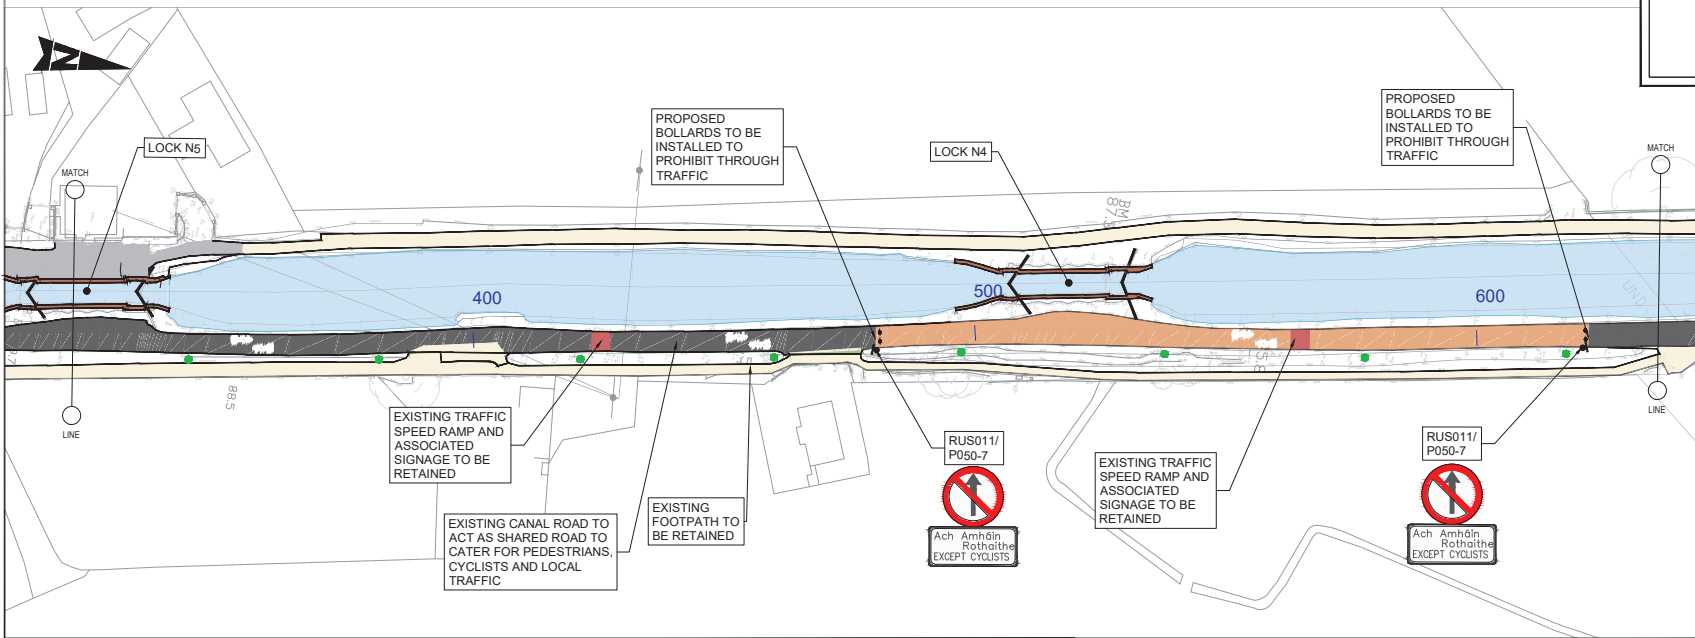 LOCK N5
MATCH
PROPOSED
BOLLARDS TO BE
INSTALLED TO
PROHIBIT THROUGH
TRAFFIC
LOCK N4
PROPOSED
BOLLARDS TO BE
INSTALLED TO
PROHIBIT THROUGH
TRAFFIC
MATCH
BM
400
500
600
UND
88.5
LINE
LINE
EXISTING TRAFFIC
SPEED RAMP AND
ASSOCIATED
SIGNAGE TO BE
RETAINED
EXISTING CANAL ROAD TO
ACT AS SHARED ROAD TO
CATER FOR PEDESTRIANS,
CYCLISTS AND LOCAL
TRAFFIC
EXISTING
FOOTPATH TO
BE RETAINED
RUS011/
P050-7
Ach Amháin
Rothaithe
EXCEPT CYCLISTS
EXISTING TRAFFIC
SPEED RAMP AND
ASSOCIATED
SIGNAGE TO BE
RETAINED
RUS011/
P050-7
Ach Amháin
Rothaithe
EXCEPT CYCLISTS